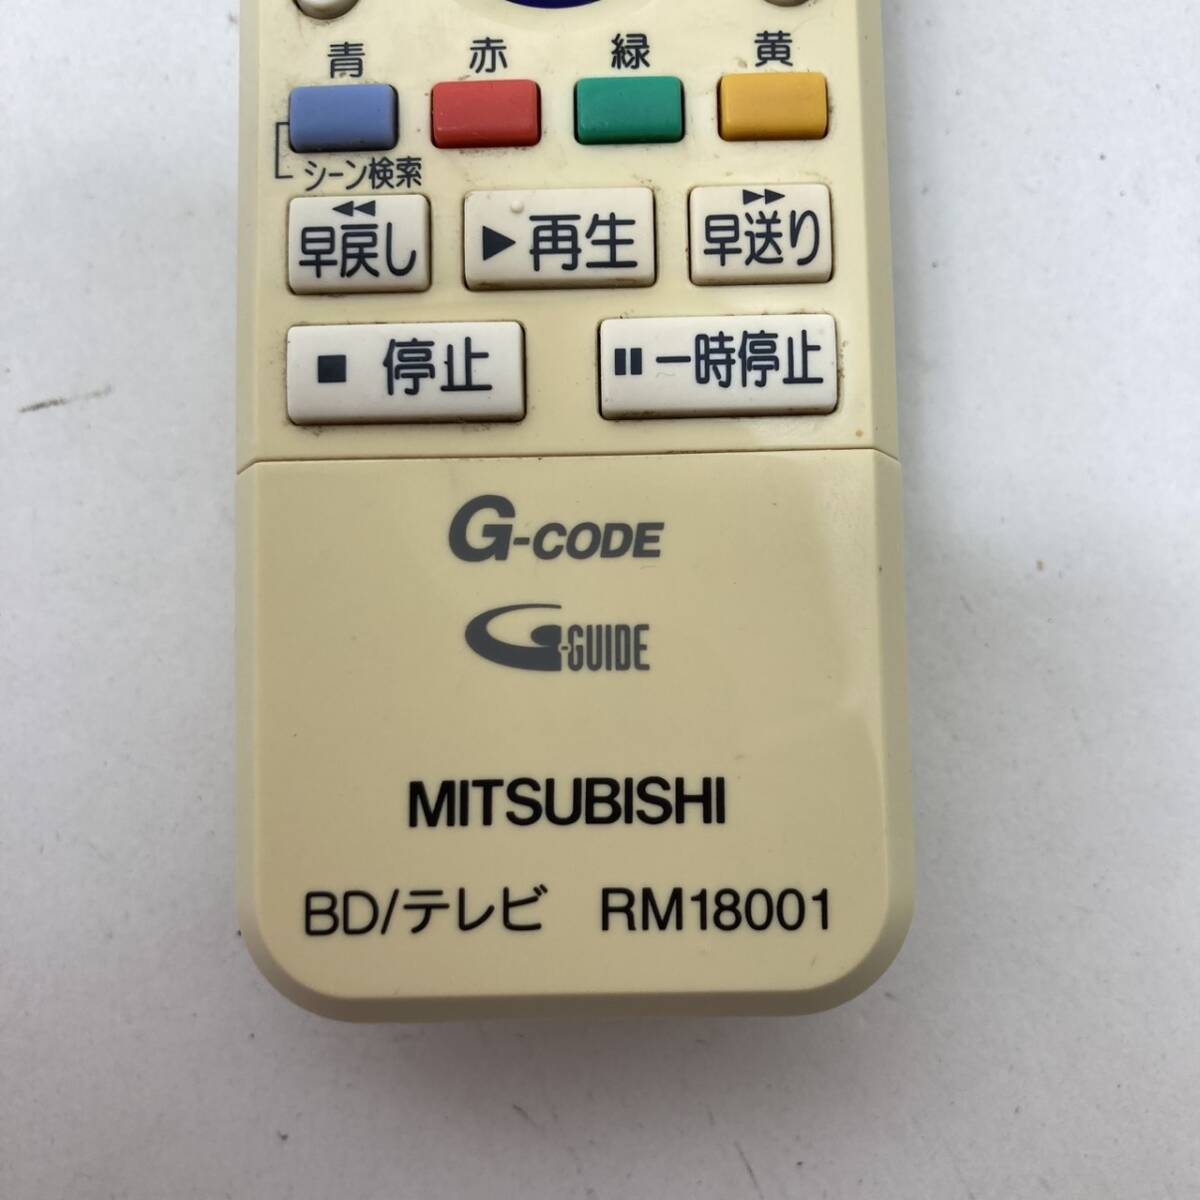 青 赤 緑 黄
シーン検索
◀◀ ▶▶
早戻し ▶再生 早送り
■ 停止 ⏸一時停止
G-CODE
G-GUIDE
MITSUBISHI
BD/テレビ RM18001